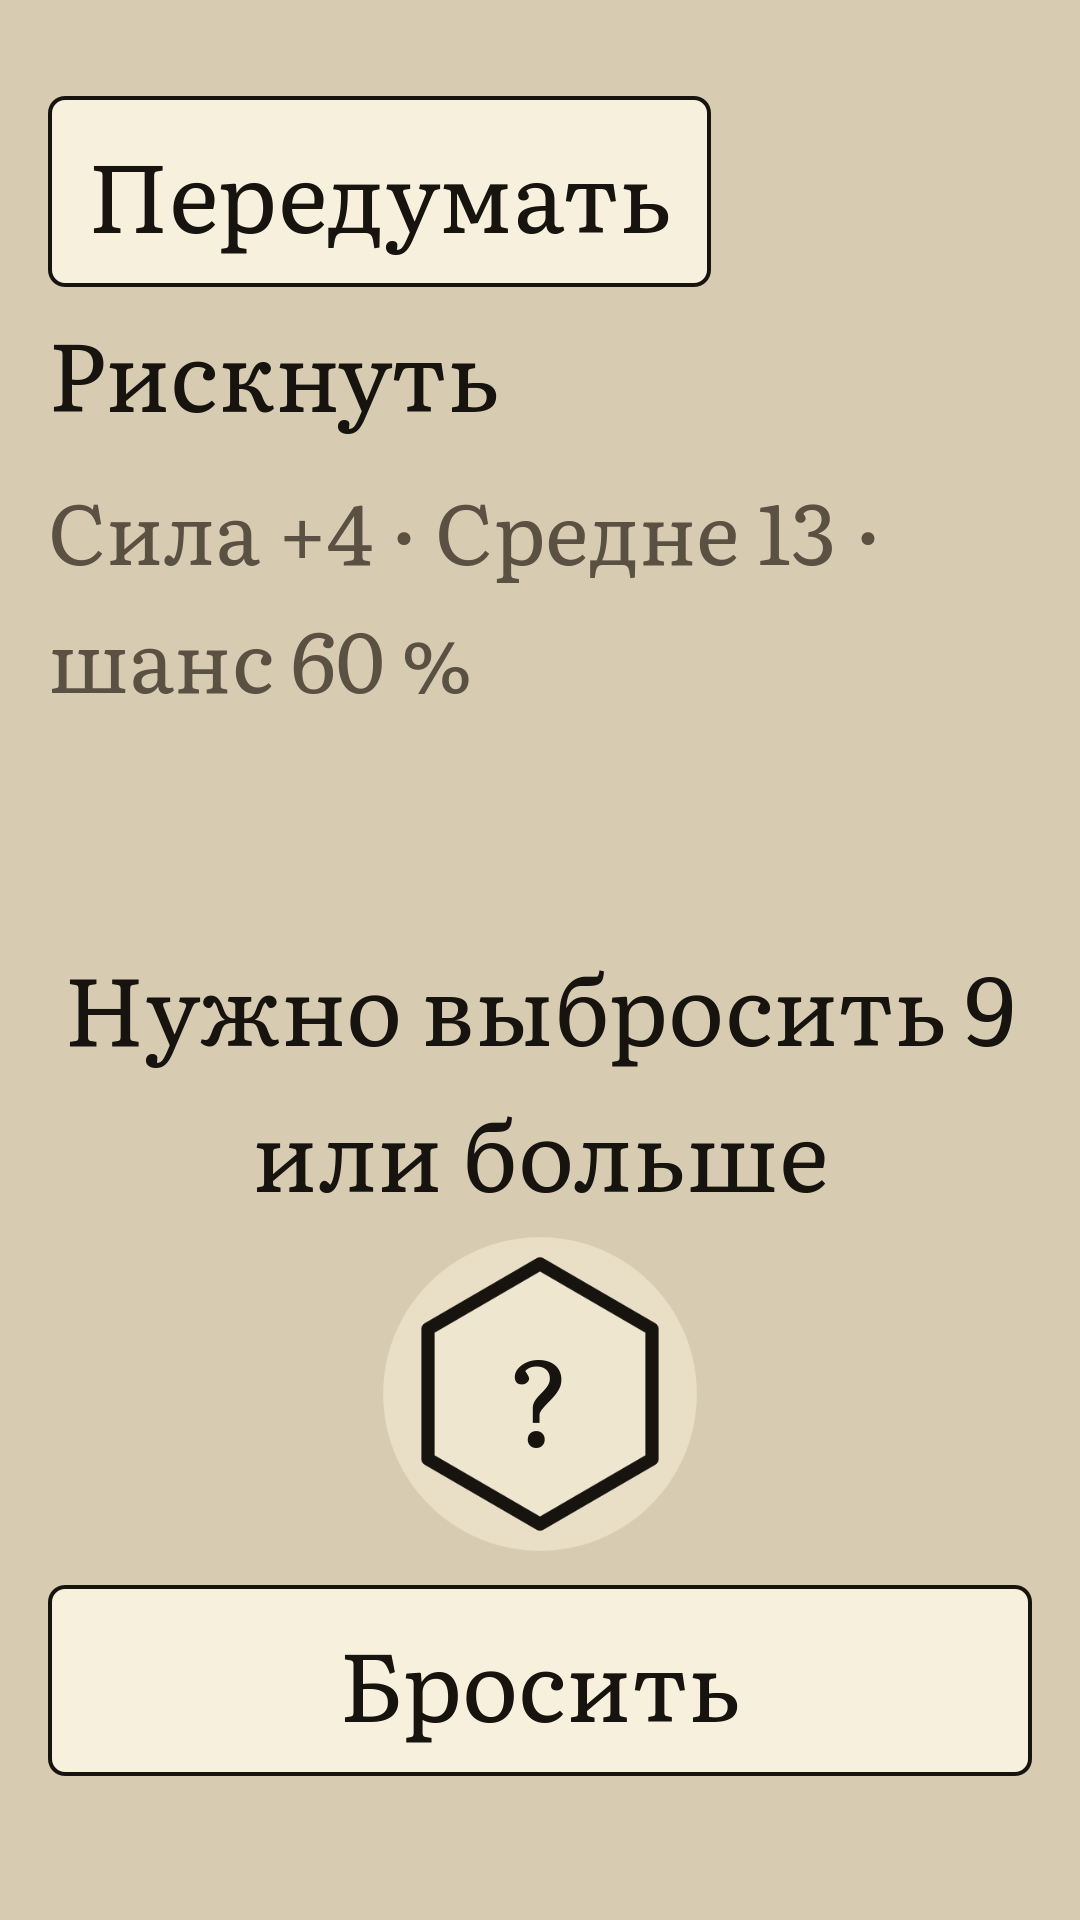 Передумать
Рискнуть
Сила +4 · Средне 13 ·
шанс 60 %
Нужно выбросить 9
или больше
?
Бросить